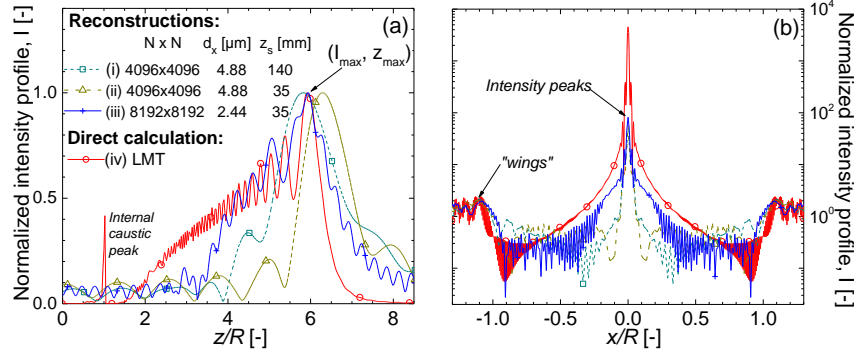 (a)
Reconstructions:
N x N d_x [µm] z_s [mm]
(i) 4096x4096 4.88 140
(ii) 4096x4096 4.88 35
(iii) 8192x8192 2.44 35
Direct calculation:
(iv) LMT
(I_max, z_max)
Internal
caustic
peak
Normalized intensity profile, I [-]
1.0
0.5
0.0
0 2 4 6 8
z/R [-]
(b)
Intensity peaks
"wings"
10^4
10^2
10^0
Normalized intensity profile, I [-]
-1.0 -0.5 0.0 0.5 1.0
x/R [-]